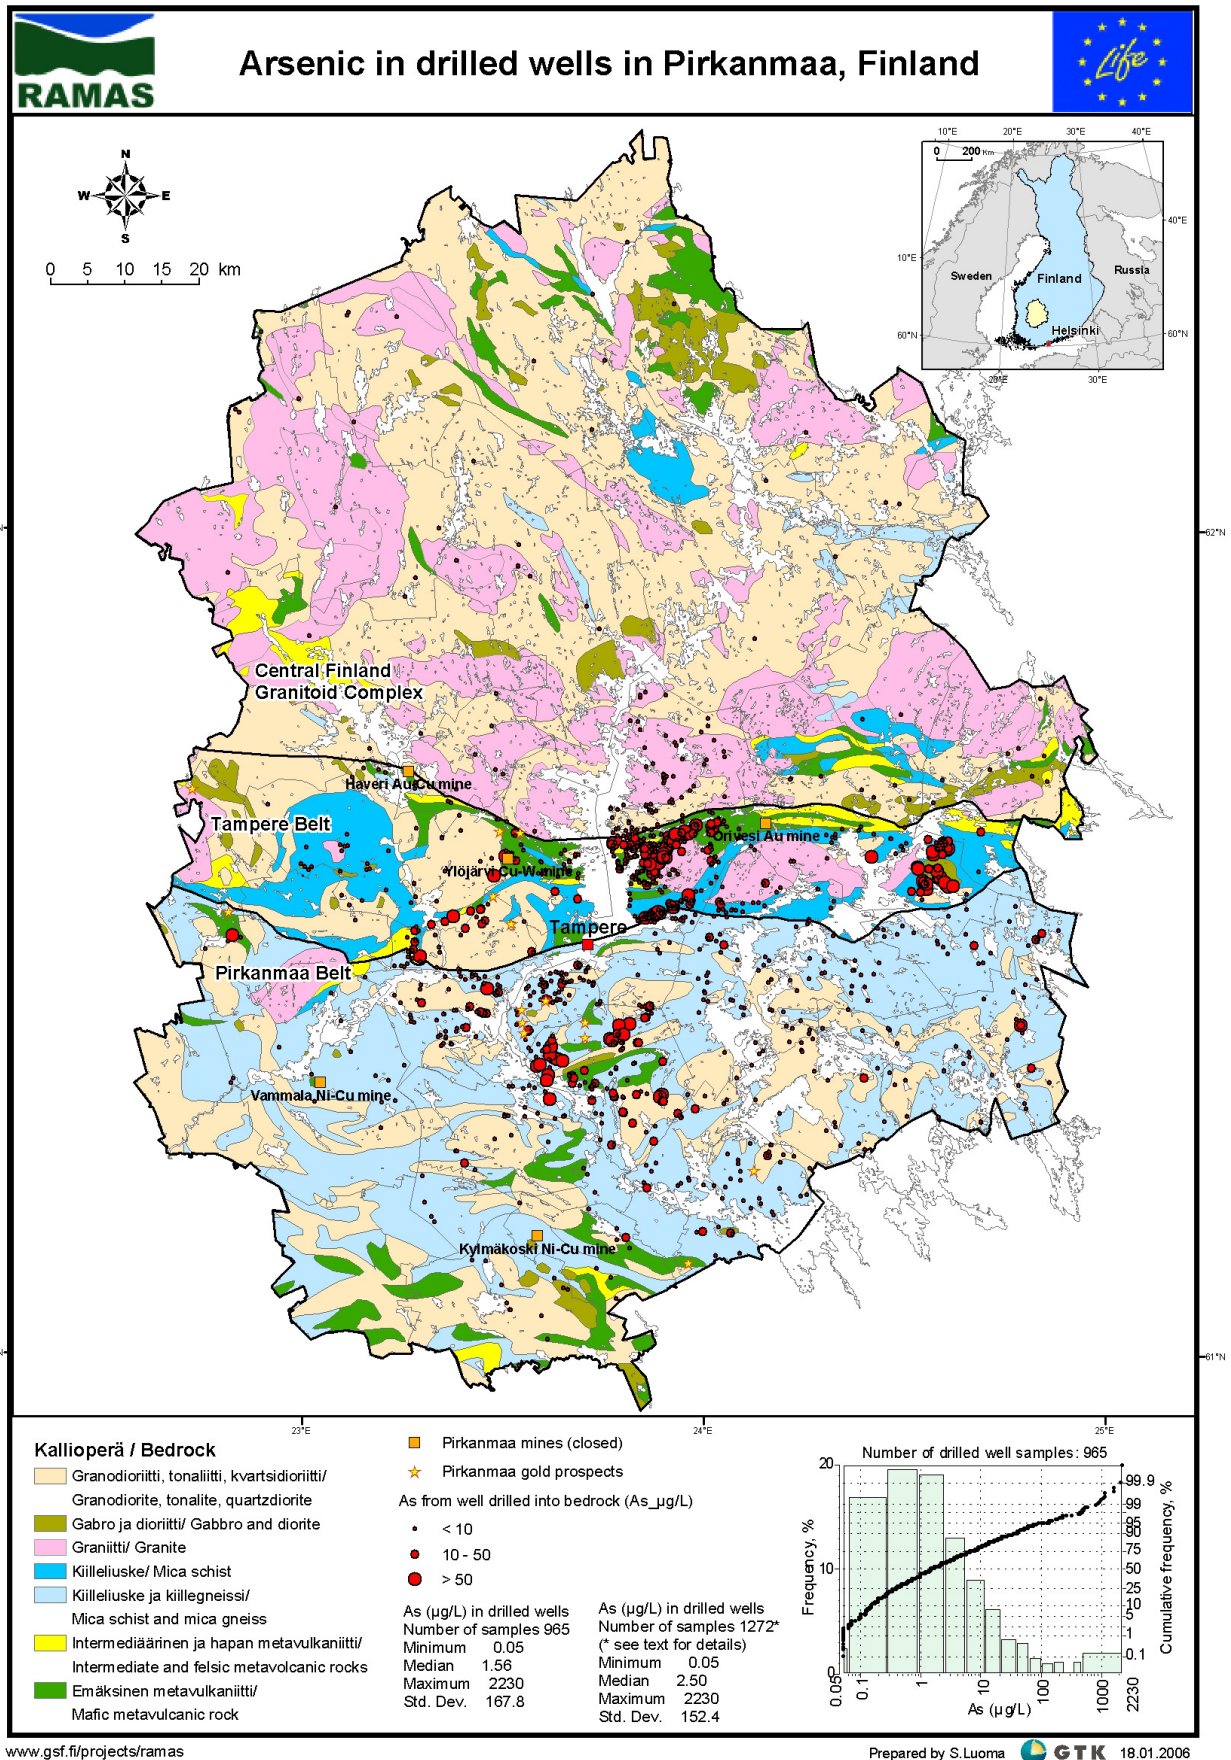 RAMAS
Arsenic in drilled wells in Pirkanmaa, Finland
Life
N
W E
S
0 5 10 15 20 km
10°E 20°E 30°E 40°E
0 200 Km
40°E
10°E
Sweden
Finland
Russia
Helsinki
60°N
60°N
20°E
30°E
62°N
Central Finland
Granitoid Complex
Haveri Au Cu mine
Tampere Belt
Orivesi Au mine
Ylöjärvi Cu-W mine
Tampere
Pirkanmaa Belt
Vammala Ni-Cu mine
Kylmäkoski Ni-Cu mine
61°N
23°E 24°E 25°E
Kallioperä / Bedrock
Granodioriitti, tonaliitti, kvartsidioriitti/
Granodiorite, tonalite, quartzdiorite
Gabro ja dioriitti/ Gabbro and diorite
Graniitti/ Granite
Kiilleliuske/ Mica schist
Kiilleliuske ja kiillegneissi/
Mica schist and mica gneiss
Intermediäärinen ja hapan metavulkaniitti/
Intermediate and felsic metavolcanic rocks
Emäksinen metavulkaniitti/
Mafic metavulcanic rock
Pirkanmaa mines (closed)
Pirkanmaa gold prospects
As from well drilled into bedrock (As_µg/L)
< 10
10 - 50
> 50
As (µg/L) in drilled wells
Number of samples 965
Minimum 0.05
Median 1.56
Maximum 2230
Std. Dev. 167.8
As (µg/L) in drilled wells
Number of samples 1272*
(* see text for details)
Minimum 0.05
Median 2.50
Maximum 2230
Std. Dev. 152.4
Number of drilled well samples: 965
Frequency, %
20
10
0
99.9
99
95
90
75
50
25
10
5
1
0.1
Cumulative frequency, %
0.05 0.1 1 10 100 1000 2230
As (µg/L)
www.gsf.fi/projects/ramas
Prepared by S.Luoma GTK 18.01.2006